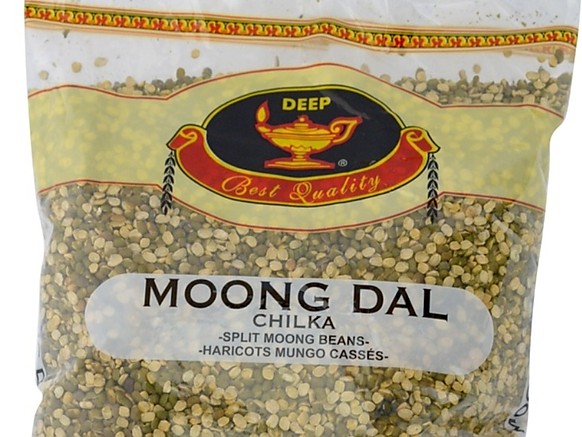 DEEP
®
Best Quality
MOONG DAL
CHILKA
-SPLIT MOONG BEANS-
-HARICOTS MUNGO CASSÉS-